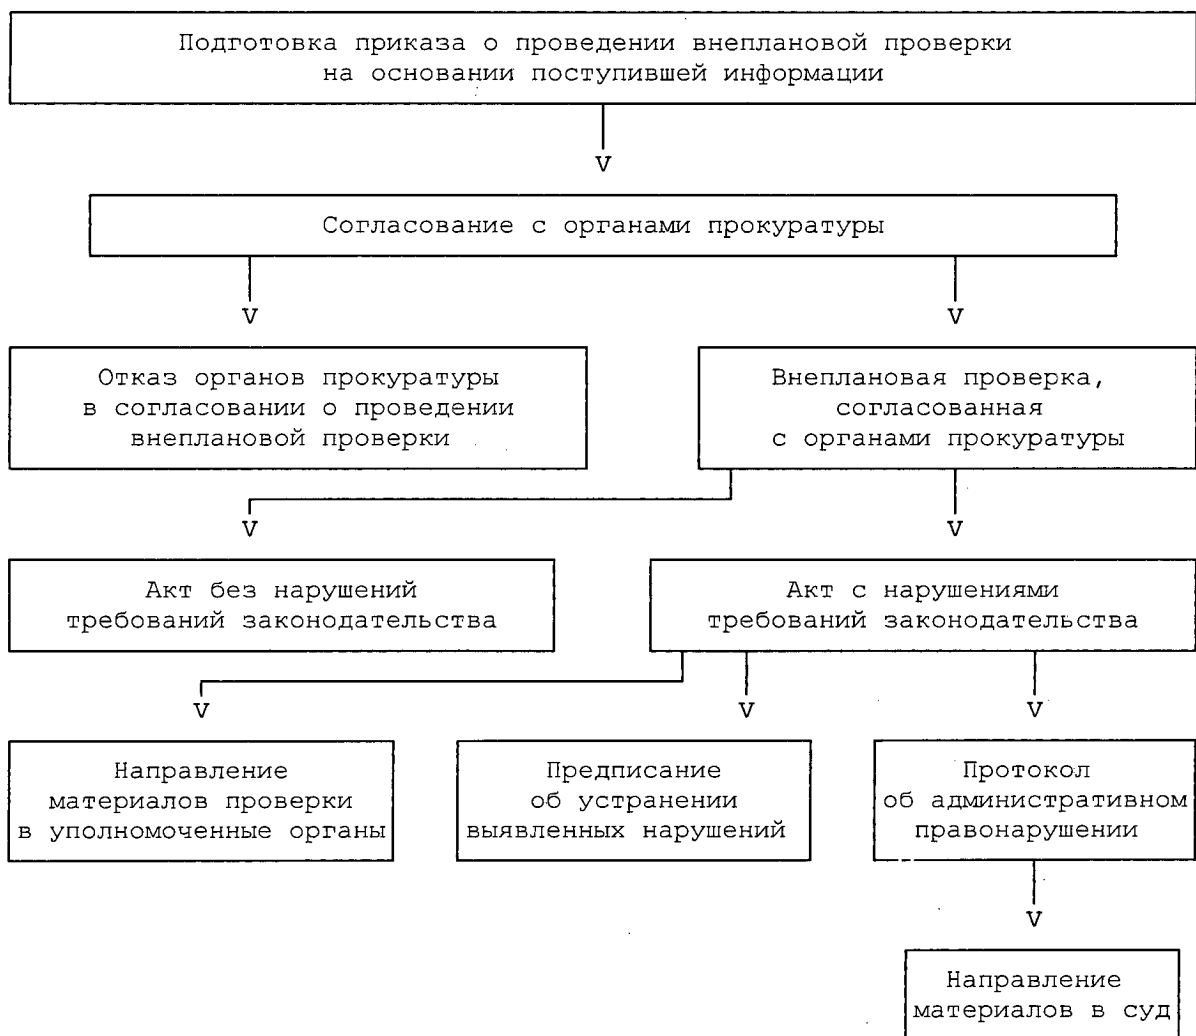 Подготовка приказа о проведении внеплановой проверки
на основании поступившей информации
V
Согласование с органами прокуратуры
V
V
Отказ органов прокуратуры
в согласовании о проведении
внеплановой проверки
Внеплановая проверка,
согласованная
с органами прокуратуры
V
V
Акт без нарушений
требований законодательства
Акт с нарушениями
требований законодательства
V
V
V
Направление
материалов проверки
в уполномоченные органы
Предписание
об устранении
выявленных нарушений
Протокол
об административном
правонарушении
V
Направление
материалов в суд